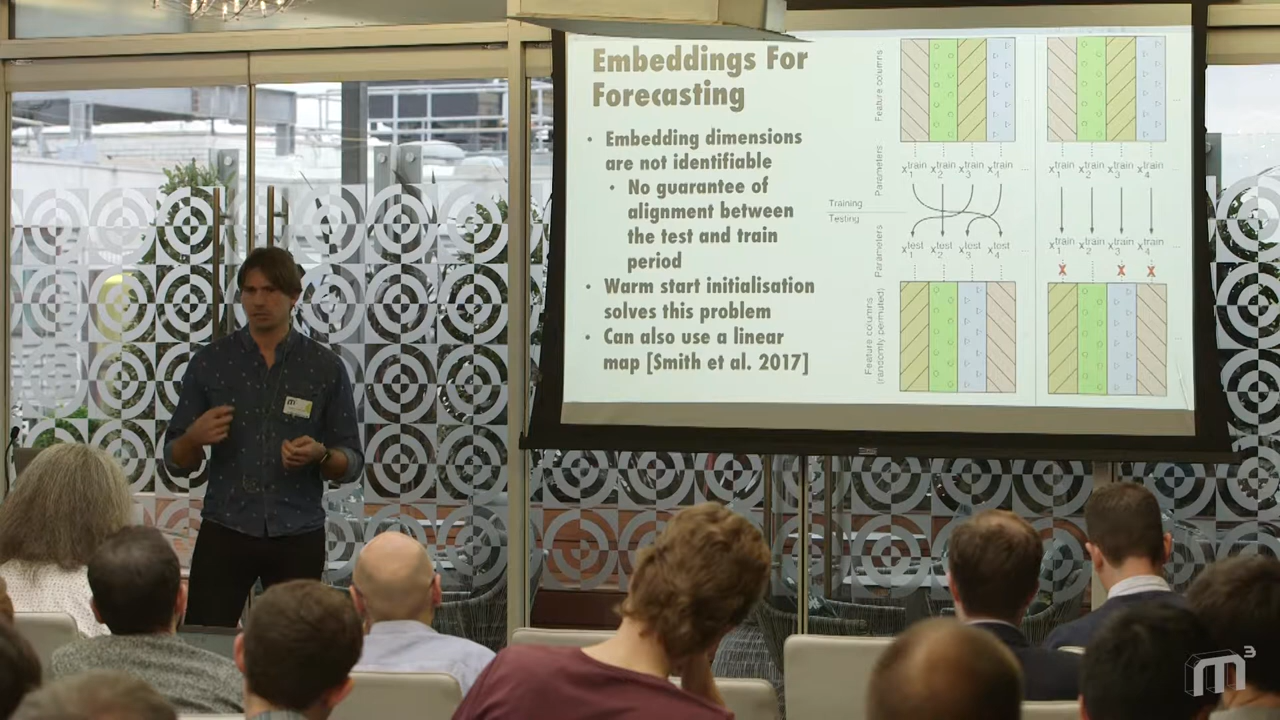 Embeddings For
Forecasting
• Embedding dimensions
are not identifiable
• No guarantee of
alignment between
the test and train
period
• Warm start initialisation
solves this problem
• Can also use a linear
map [Smith et al. 2017]
Feature columns
...
...
Parameters
x₁ᵗʳᵃⁱⁿ x₂ᵗʳᵃⁱⁿ x₃ᵗʳᵃⁱⁿ x₄ᵗʳᵃⁱⁿ ...
x₁ᵗʳᵃⁱⁿ x₂ᵗʳᵃⁱⁿ x₃ᵗʳᵃⁱⁿ x₄ᵗʳᵃⁱⁿ ...
Training
Testing
Parameters
x₁ᵗᵉˢᵗ x₂ᵗᵉˢᵗ x₃ᵗᵉˢᵗ x₄ᵗᵉˢᵗ ...
x₁ᵗʳᵃⁱⁿ x₂ᵗʳᵃⁱⁿ x₃ᵗʳᵃⁱⁿ x₄ᵗʳᵃⁱⁿ ...
X X X
Feature columns
(randomly permuted)
...
...
m³